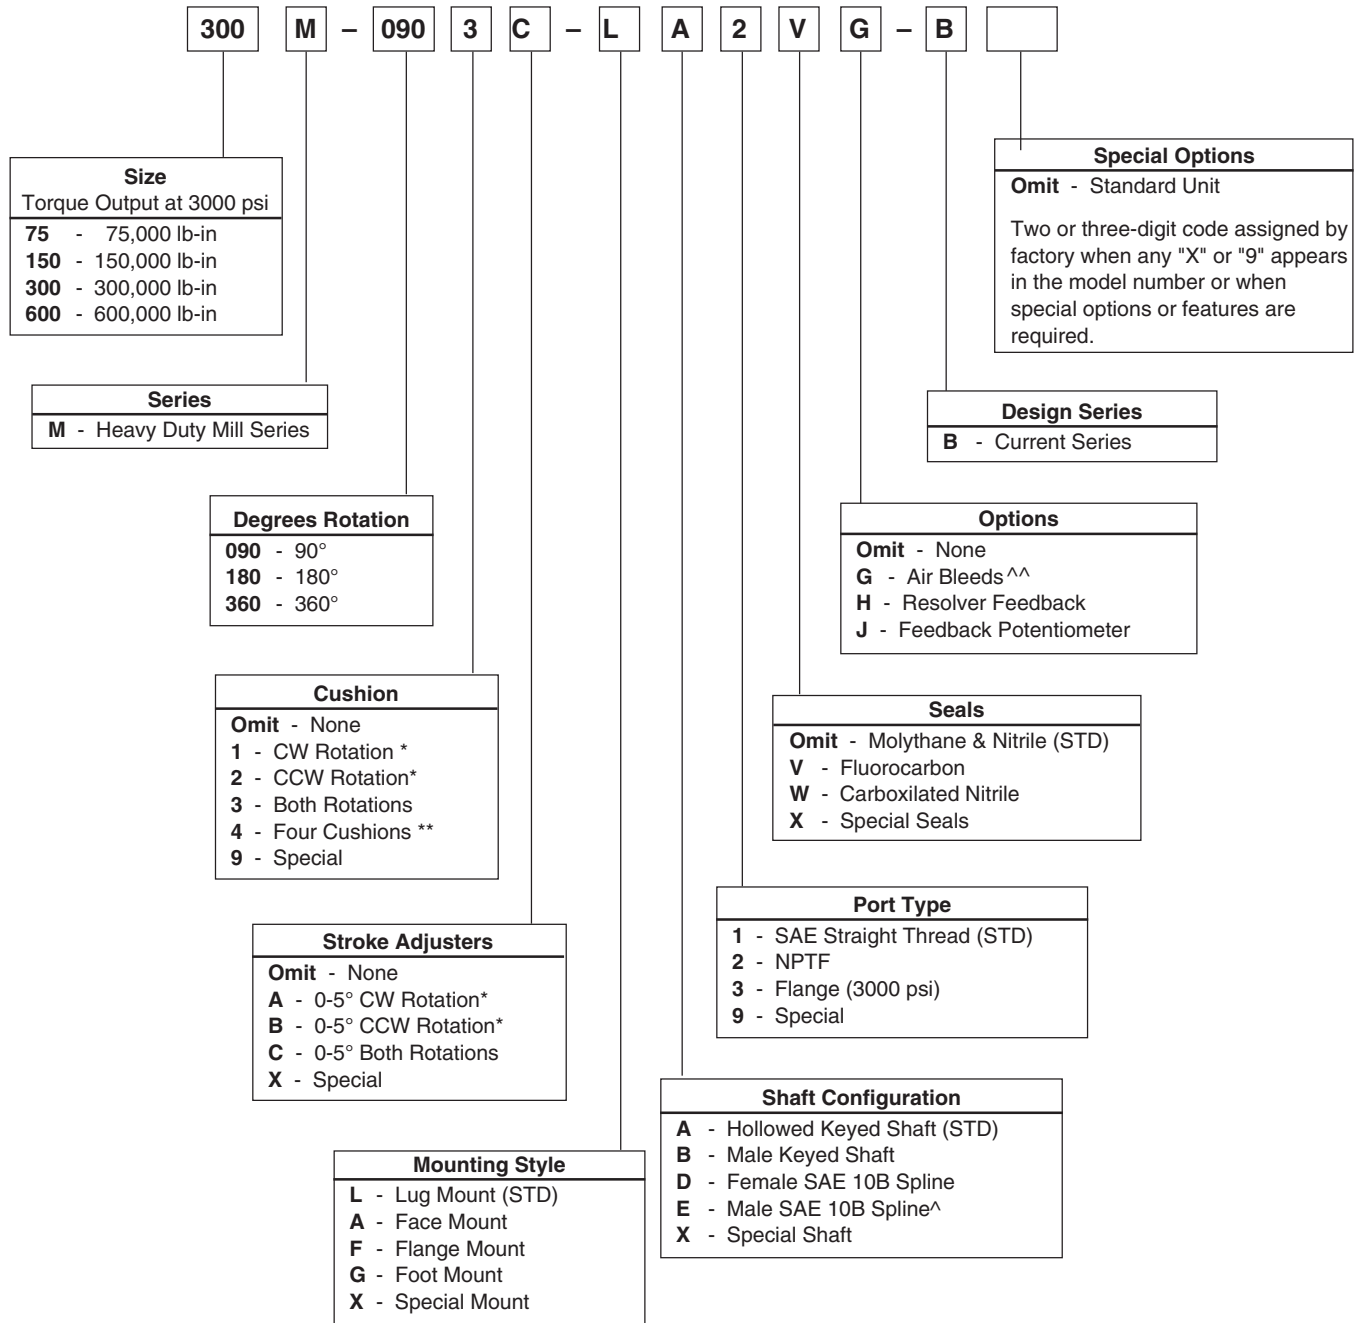 300 M – 090 3 C – L A 2 V G – B
Size
Torque Output at 3000 psi
75 - 75,000 lb-in
150 - 150,000 lb-in
300 - 300,000 lb-in
600 - 600,000 lb-in
Special Options
Omit - Standard Unit
Two or three-digit code assigned by
factory when any "X" or "9" appears
in the model number or when
special options or features are
required.
Series
M - Heavy Duty Mill Series
Design Series
B - Current Series
Degrees Rotation
090 - 90°
180 - 180°
360 - 360°
Options
Omit - None
G - Air Bleeds^^
H - Resolver Feedback
J - Feedback Potentiometer
Cushion
Omit - None
1 - CW Rotation *
2 - CCW Rotation*
3 - Both Rotations
4 - Four Cushions **
9 - Special
Seals
Omit - Molythane & Nitrile (STD)
V - Fluorocarbon
W - Carboxilated Nitrile
X - Special Seals
Stroke Adjusters
Omit - None
A - 0-5° CW Rotation*
B - 0-5° CCW Rotation*
C - 0-5° Both Rotations
X - Special
Port Type
1 - SAE Straight Thread (STD)
2 - NPTF
3 - Flange (3000 psi)
9 - Special
Mounting Style
L - Lug Mount (STD)
A - Face Mount
F - Flange Mount
G - Foot Mount
X - Special Mount
Shaft Configuration
A - Hollowed Keyed Shaft (STD)
B - Male Keyed Shaft
D - Female SAE 10B Spline
E - Male SAE 10B Spline^
X - Special Shaft